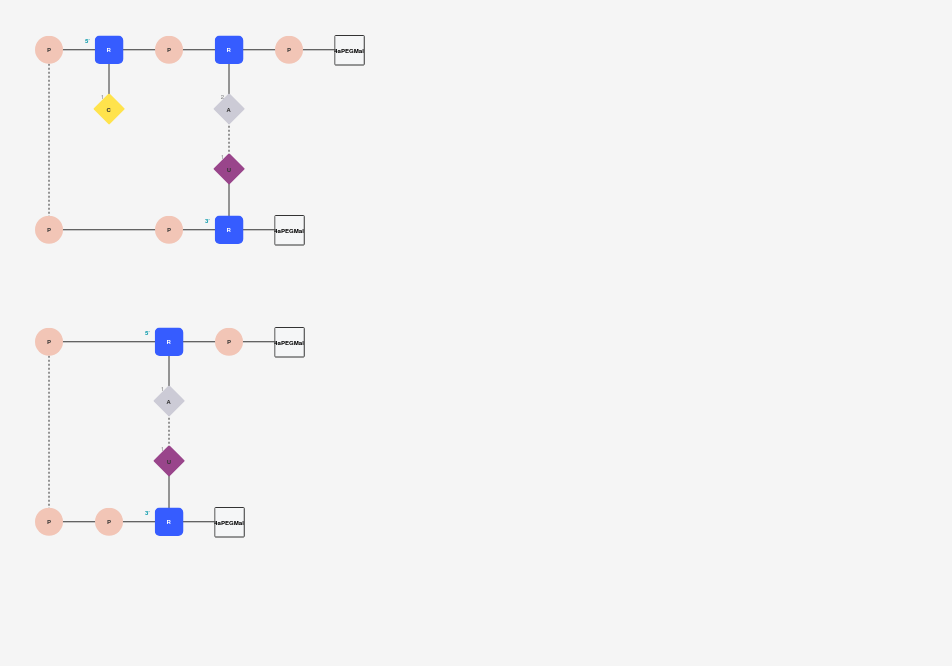 5' 
P R P R P 4aPEGMal
1 2
C A
1
U
3'
P P R 4aPEGMal
5'
P R P 4aPEGMal
1
A
1
U
3'
P P R 4aPEGMal